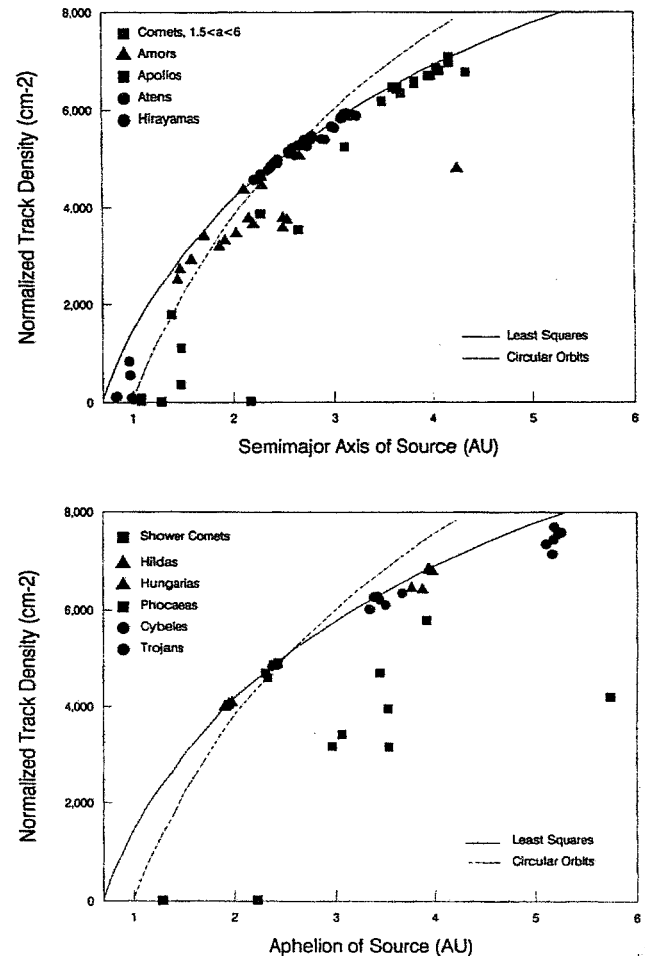 8,000
Comets, 1.5<a<6
Amors
Apollos
Atens
Hirayamas
6,000
4,000
2,000
0
Normalized Track Density (cm-2)
Least Squares
Circular Orbits
1 2 3 4 5 6
Semimajor Axis of Source (AU)
8,000
Shower Comets
Hildas
Hungarias
Phocaeas
Cybeles
Trojans
6,000
4,000
2,000
0
Normalized Track Density (cm-2)
Least Squares
Circular Orbits
1 2 3 4 5 6
Aphelion of Source (AU)